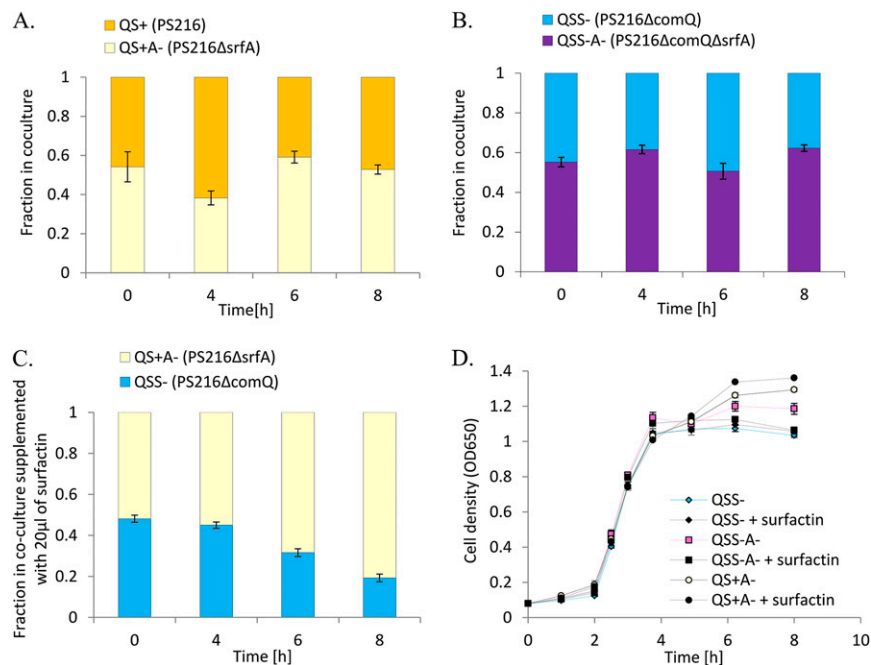 A.
QS+ (PS216)
QS+A- (PS216ΔsrfA)
Fraction in coculture
1
0.8
0.6
0.4
0.2
0
0 4 6 8
Time[h]
B.
QSS- (PS216ΔcomQ)
QSS-A- (PS216ΔcomQΔsrfA)
Fraction in coculture
1
0.8
0.6
0.4
0.2
0
0 4 6 8
Time[h]
C.
QS+A- (PS216ΔsrfA)
QSS- (PS216ΔcomQ)
Fraction in co-culture supplemented
with 20µl of surfactin
1
0.8
0.6
0.4
0.2
0
0 4 6 8
Time [h]
D.
Cell density (OD650)
1.4
1.2
1
0.8
0.6
0.4
0.2
0
QSS-
QSS- + surfactin
QSS-A-
QSS-A- + surfactin
QS+A-
QS+A- + surfactin
0 2 4 6 8 10
Time [h]